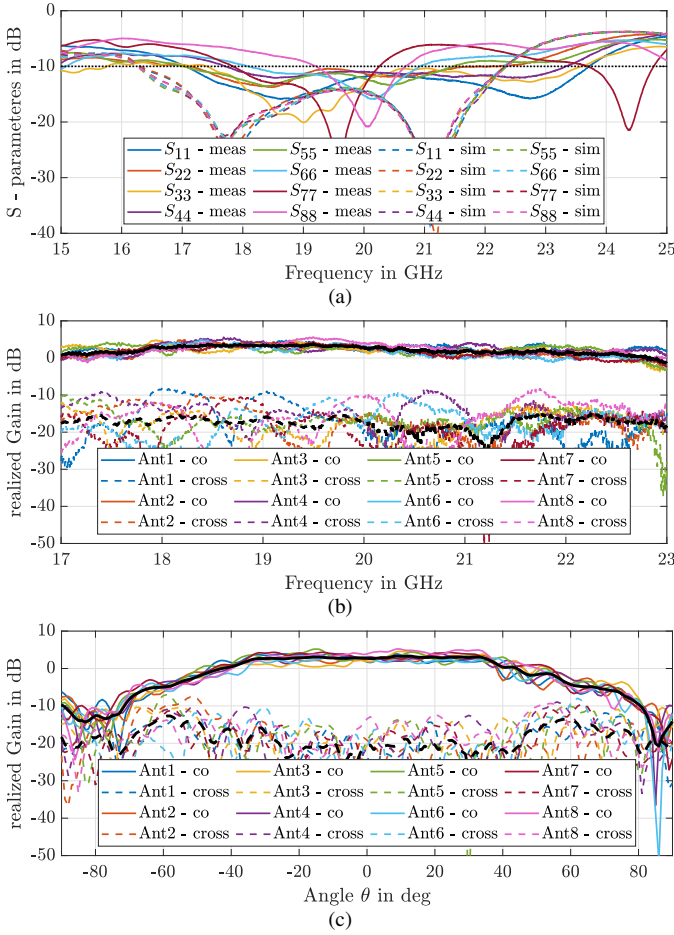 0
-10
-20
-30
-40
S - parameteres in dB
S11 - meas S55 - meas S11 - sim S55 - sim
S22 - meas S66 - meas S22 - sim S66 - sim
S33 - meas S77 - meas S33 - sim S77 - sim
S44 - meas S88 - meas S44 - sim S88 - sim
15 16 17 18 19 20 21 22 23 24 25
Frequency in GHz
(a)
10
0
-10
-20
-30
-40
-50
realized Gain in dB
Ant1 - co Ant3 - co Ant5 - co Ant7 - co
Ant1 - cross Ant3 - cross Ant5 - cross Ant7 - cross
Ant2 - co Ant4 - co Ant6 - co Ant8 - co
Ant2 - cross Ant4 - cross Ant6 - cross Ant8 - cross
17 18 19 20 21 22 23
Frequency in GHz
(b)
10
0
-10
-20
-30
-40
-50
realized Gain in dB
Ant1 - co Ant3 - co Ant5 - co Ant7 - co
Ant1 - cross Ant3 - cross Ant5 - cross Ant7 - cross
Ant2 - co Ant4 - co Ant6 - co Ant8 - co
Ant2 - cross Ant4 - cross Ant6 - cross Ant8 - cross
-80 -60 -40 -20 0 20 40 60 80
Angle θ in deg
(c)